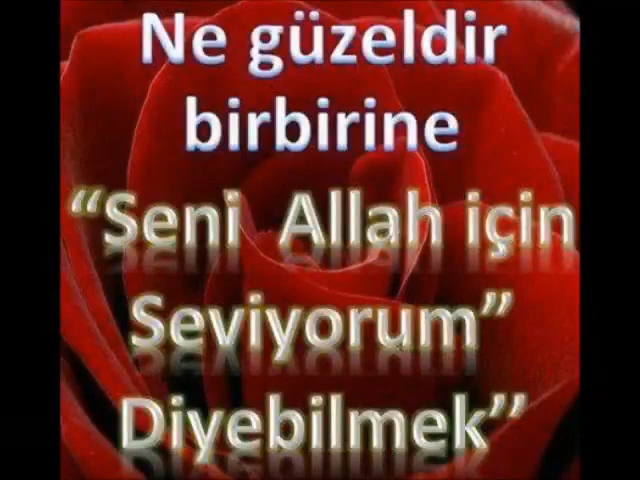 Ne güzeldir
birbirine
“Seni Allah için
Seviyorum”
Diyebilmek’’